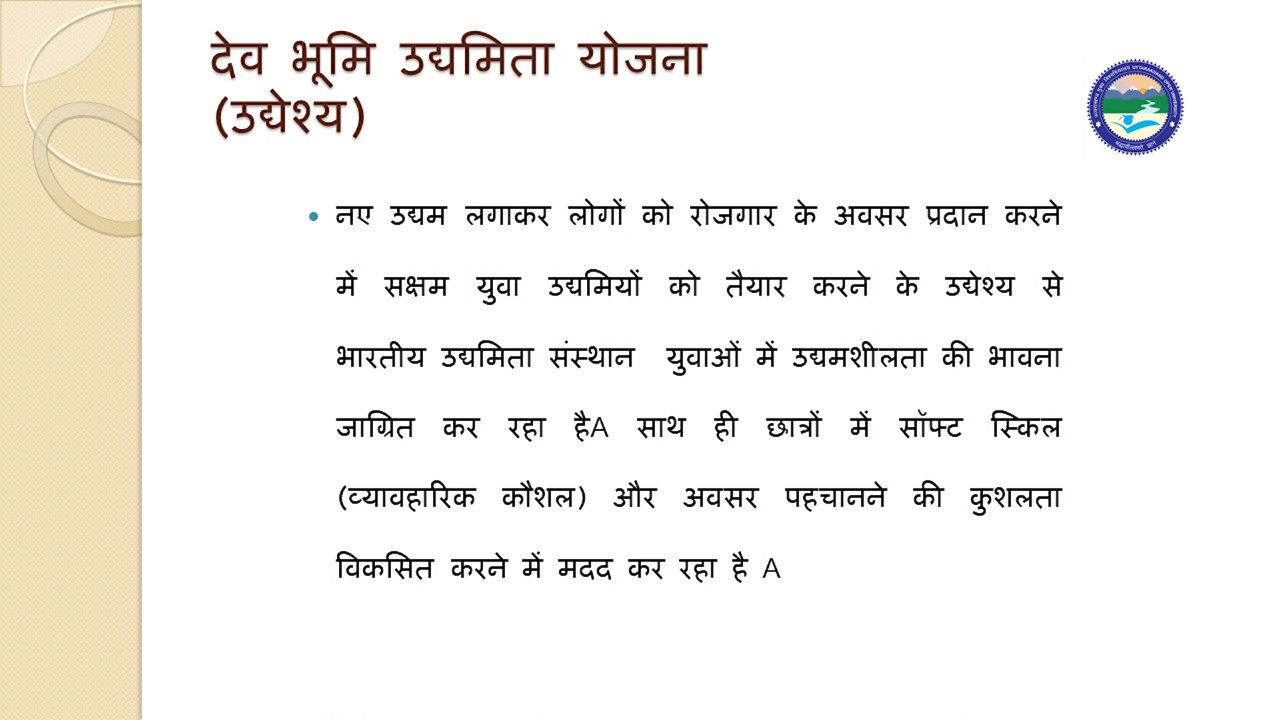 देव भूमि उद्यमिता योजना
(उद्येश्य)
नए उद्यम लगाकर लोगों को रोजगार के अवसर प्रदान करने
में सक्षम युवा उद्यमियों को तैयार करने के उद्येश्य से
भारतीय उद्यमिता संस्थान युवाओं में उद्यमशीलता की भावना
जाग्रित कर रहा हैA साथ ही छात्रों में सॉफ्ट स्किल
(व्यावहारिक कौशल) और अवसर पहचानने की कुशलता
विकसित करने में मदद कर रहा है A